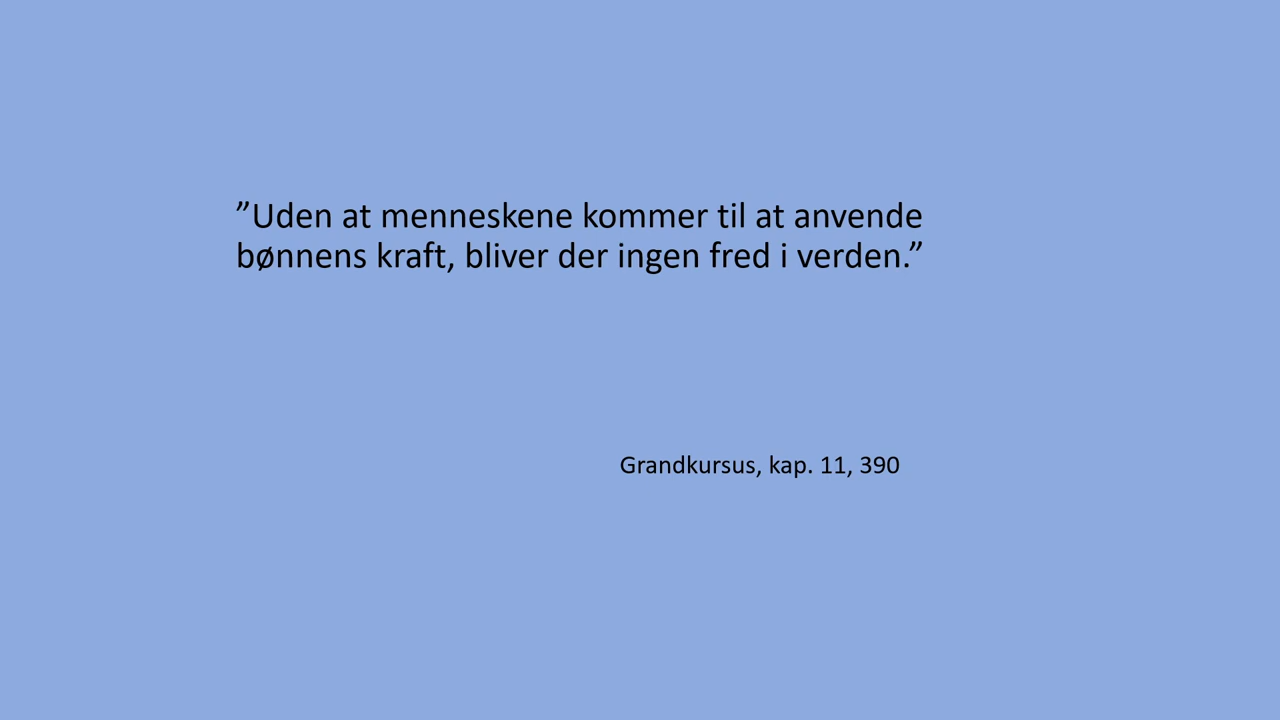 ”Uden at menneskene kommer til at anvende
bønnens kraft, bliver der ingen fred i verden.”
Grandkursus, kap. 11, 390